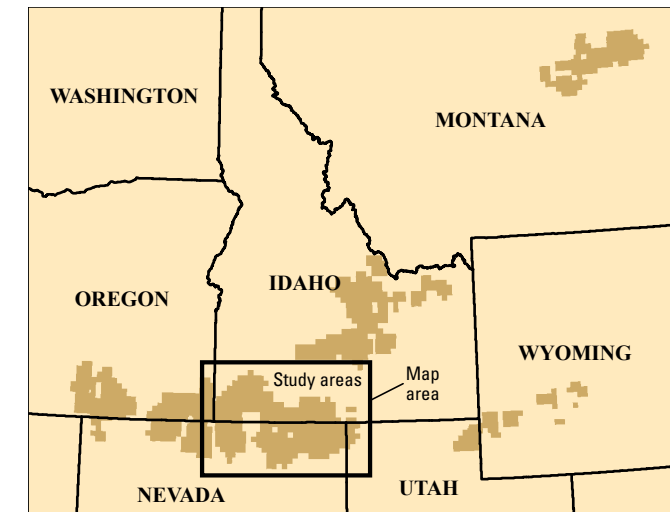 WASHINGTON
MONTANA
IDAHO
OREGON
WYOMING
Study areas
Map
area
NEVADA
UTAH